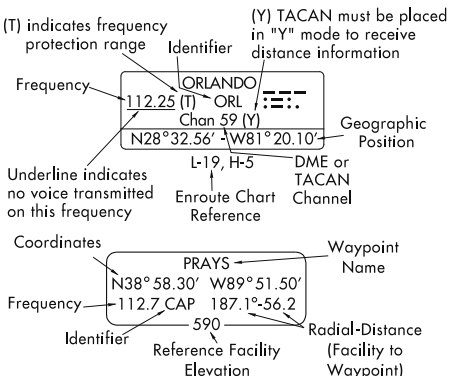 (T) indicates frequency
protection range
Identifier
(Y) TACAN must be placed
in "Y" mode to receive
distance information
Frequency
ORLANDO
112.25 (T) ORL
Chan 59 (Y)
N28°32.56' - W81°20.10'
Geographic
Position
Underline indicates
no voice transmitted
on this frequency
L-19, H-5
Enroute Chart
Reference
DME or
TACAN
Channel
Coordinates
PRAYS
Waypoint
Name
N38°58.30' W89°51.50'
Frequency
112.7 CAP 187.1°-56.2
Identifier
590
Reference Facility
Elevation
Radial-Distance
(Facility to
Waypoint)